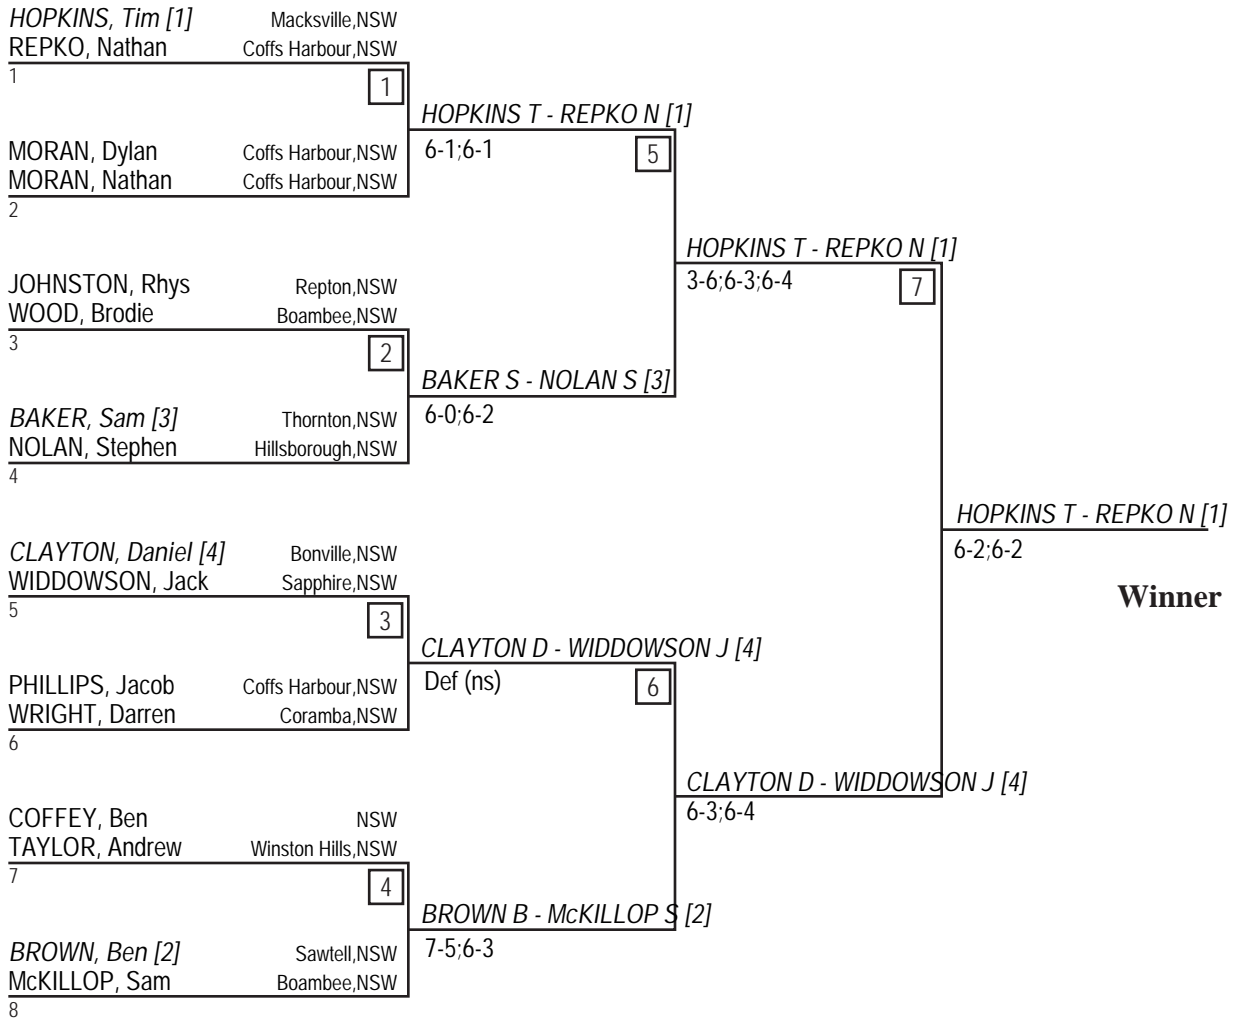 HOPKINS, Tim [1] Macksville,NSW
REPKO, Nathan Coffs Harbour,NSW
1
1
HOPKINS T - REPKO N [1]
6-1;6-1
5
MORAN, Dylan Coffs Harbour,NSW
MORAN, Nathan Coffs Harbour,NSW
2
HOPKINS T - REPKO N [1]
3-6;6-3;6-4
7
JOHNSTON, Rhys Repton,NSW
WOOD, Brodie Boambee,NSW
3
2
BAKER S - NOLAN S [3]
6-0;6-2
BAKER, Sam [3] Thornton,NSW
NOLAN, Stephen Hillsborough,NSW
4
HOPKINS T - REPKO N [1]
6-2;6-2
Winner
CLAYTON, Daniel [4] Bonville,NSW
WIDDOWSON, Jack Sapphire,NSW
5
3
CLAYTON D - WIDDOWSON J [4]
Def (ns)
6
PHILLIPS, Jacob Coffs Harbour,NSW
WRIGHT, Darren Coramba,NSW
6
CLAYTON D - WIDDOWSON J [4]
6-3;6-4
COFFEY, Ben NSW
TAYLOR, Andrew Winston Hills,NSW
7
4
BROWN B - McKILLOP S [2]
7-5;6-3
BROWN, Ben [2] Sawtell,NSW
McKILLOP, Sam Boambee,NSW
8